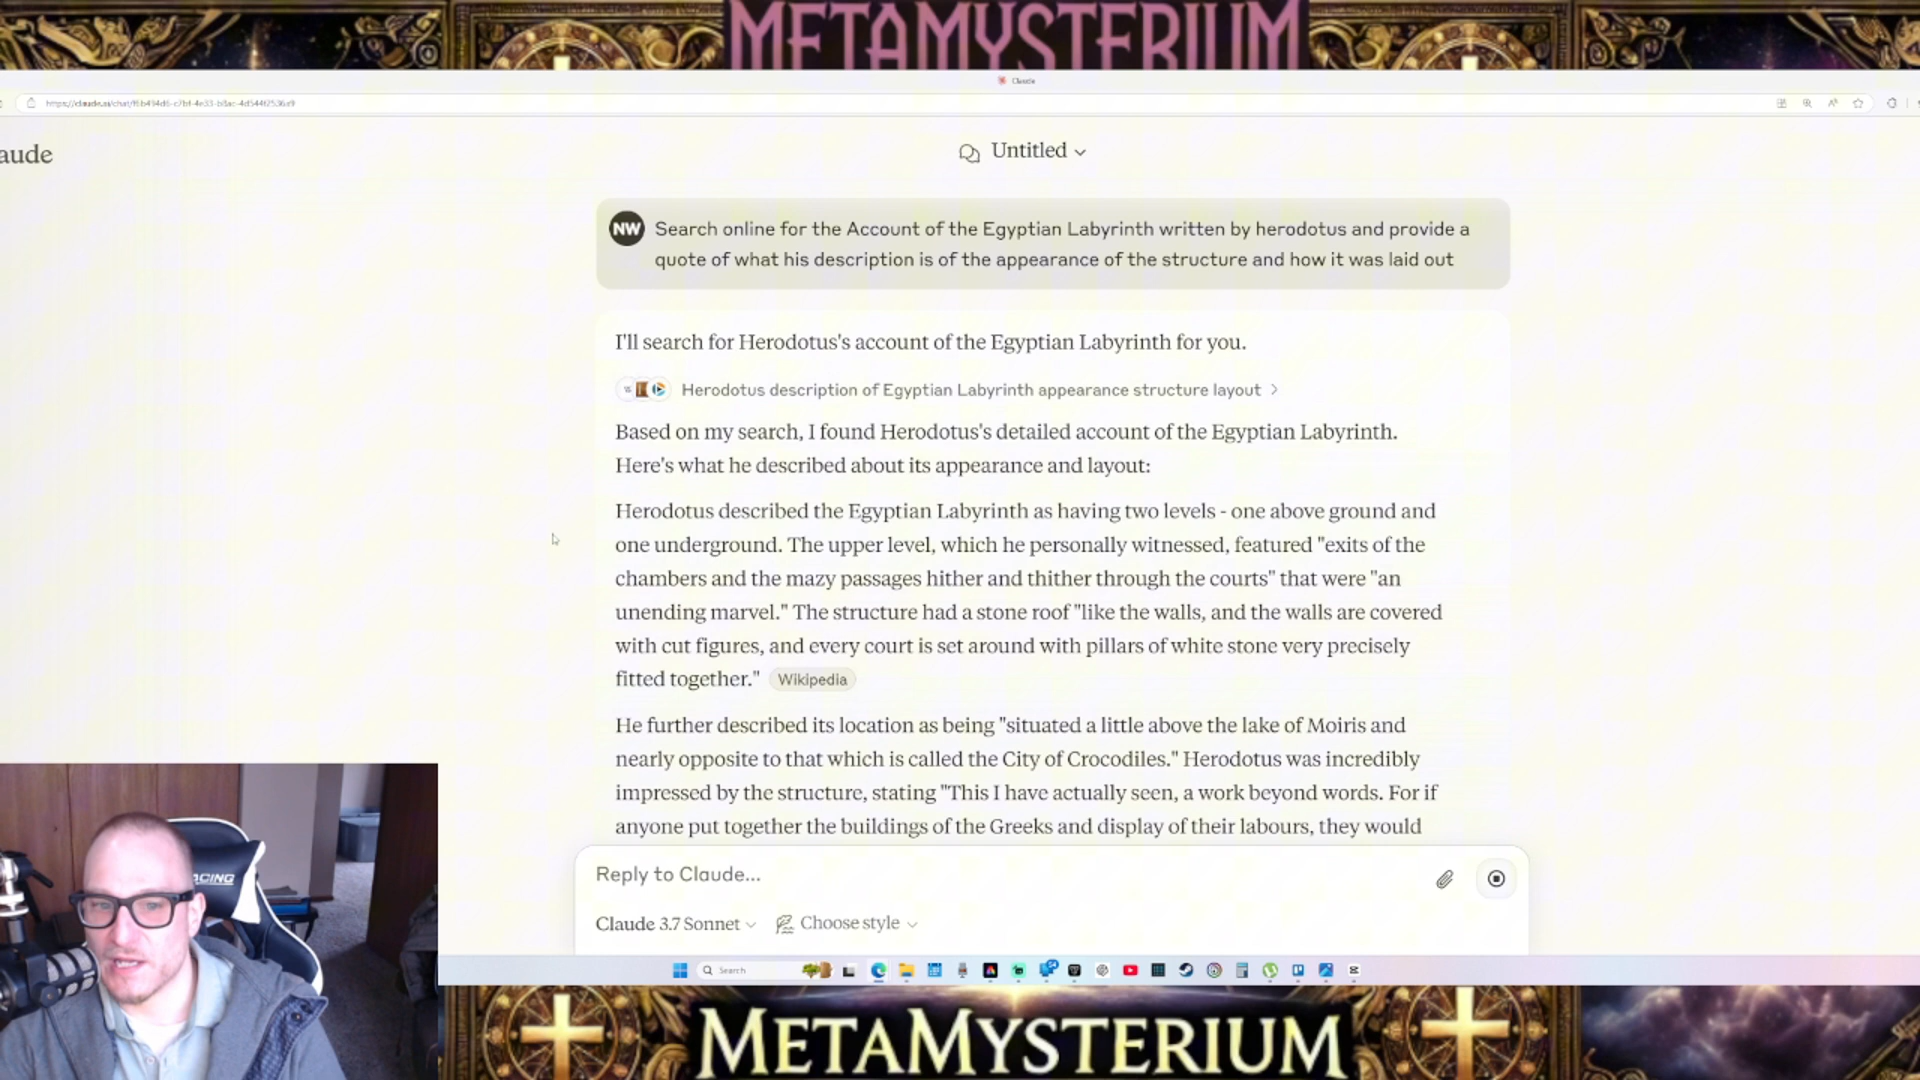 METAMYSTERIUM
Claude
aude
Untitled
NW
Search online for the Account of the Egyptian Labyrinth written by herodotus and provide a
quote of what his description is of the appearance of the structure and how it was laid out
I'll search for Herodotus's account of the Egyptian Labyrinth for you.
Herodotus description of Egyptian Labyrinth appearance structure layout
Based on my search, I found Herodotus's detailed account of the Egyptian Labyrinth.
Here's what he described about its appearance and layout:
Herodotus described the Egyptian Labyrinth as having two levels - one above ground and
one underground. The upper level, which he personally witnessed, featured "exits of the
chambers and the mazy passages hither and thither through the courts" that were "an
unending marvel." The structure had a stone roof "like the walls, and the walls are covered
with cut figures, and every court is set around with pillars of white stone very precisely
fitted together." Wikipedia
He further described its location as being "situated a little above the lake of Moiris and
nearly opposite to that which is called the City of Crocodiles." Herodotus was incredibly
impressed by the structure, stating "This I have actually seen, a work beyond words. For if
anyone put together the buildings of the Greeks and display of their labours, they would
Reply to Claude...
Claude 3.7 Sonnet Choose style
Search
CING
METAMYSTERIUM